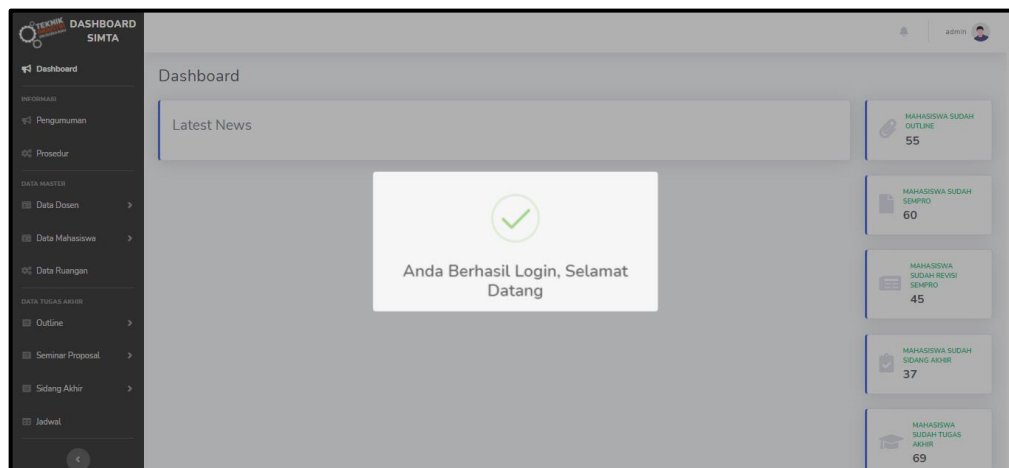 TEKNIK
DASHBOARD
SIMTA
Dashboard
INFORMASI
Pengumuman
Prosedur
DATA MASTER
Data Dosen
Data Mahasiswa
Data Ruangan
DATA TUGAS AKHIR
Outline
Seminar Proposal
Sidang Akhir
Jadwal
admin
Dashboard
Latest News
Anda Berhasil Login, Selamat
Datang
MAHASISWA SUDAH
OUTLINE
55
MAHASISWA SUDAH
SEMPRO
60
MAHASISWA
SUDAH REVISI
SEMPRO
45
MAHASISWA SUDAH
SIDANG AKHIR
37
MAHASISWA
SUDAH TUGAS
AKHIR
69